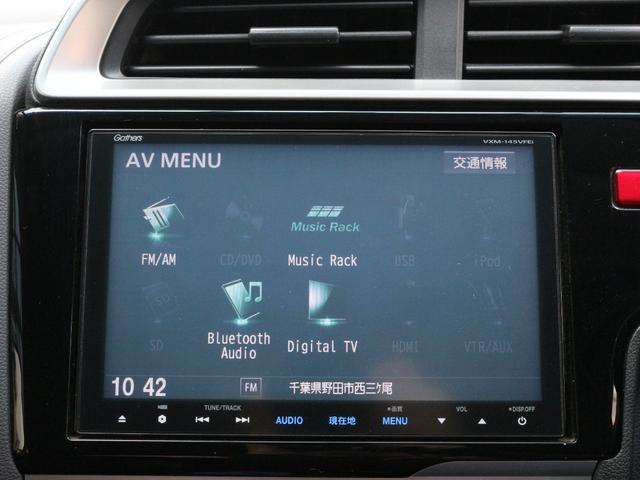 Gathers
VXM-145VFEi
AV MENU
交通情報
FM/AM
CD/DVD
Music Rack
Music Rack
USB
iPod
SD
Bluetooth Audio
Digital TV
HDMI
VTR/AUX
10 42
FM
千葉県野田市西三ケ尾
TUNE/TRACK
※画質
VOL
※DISP.OFF
AUDIO
現在地
MENU